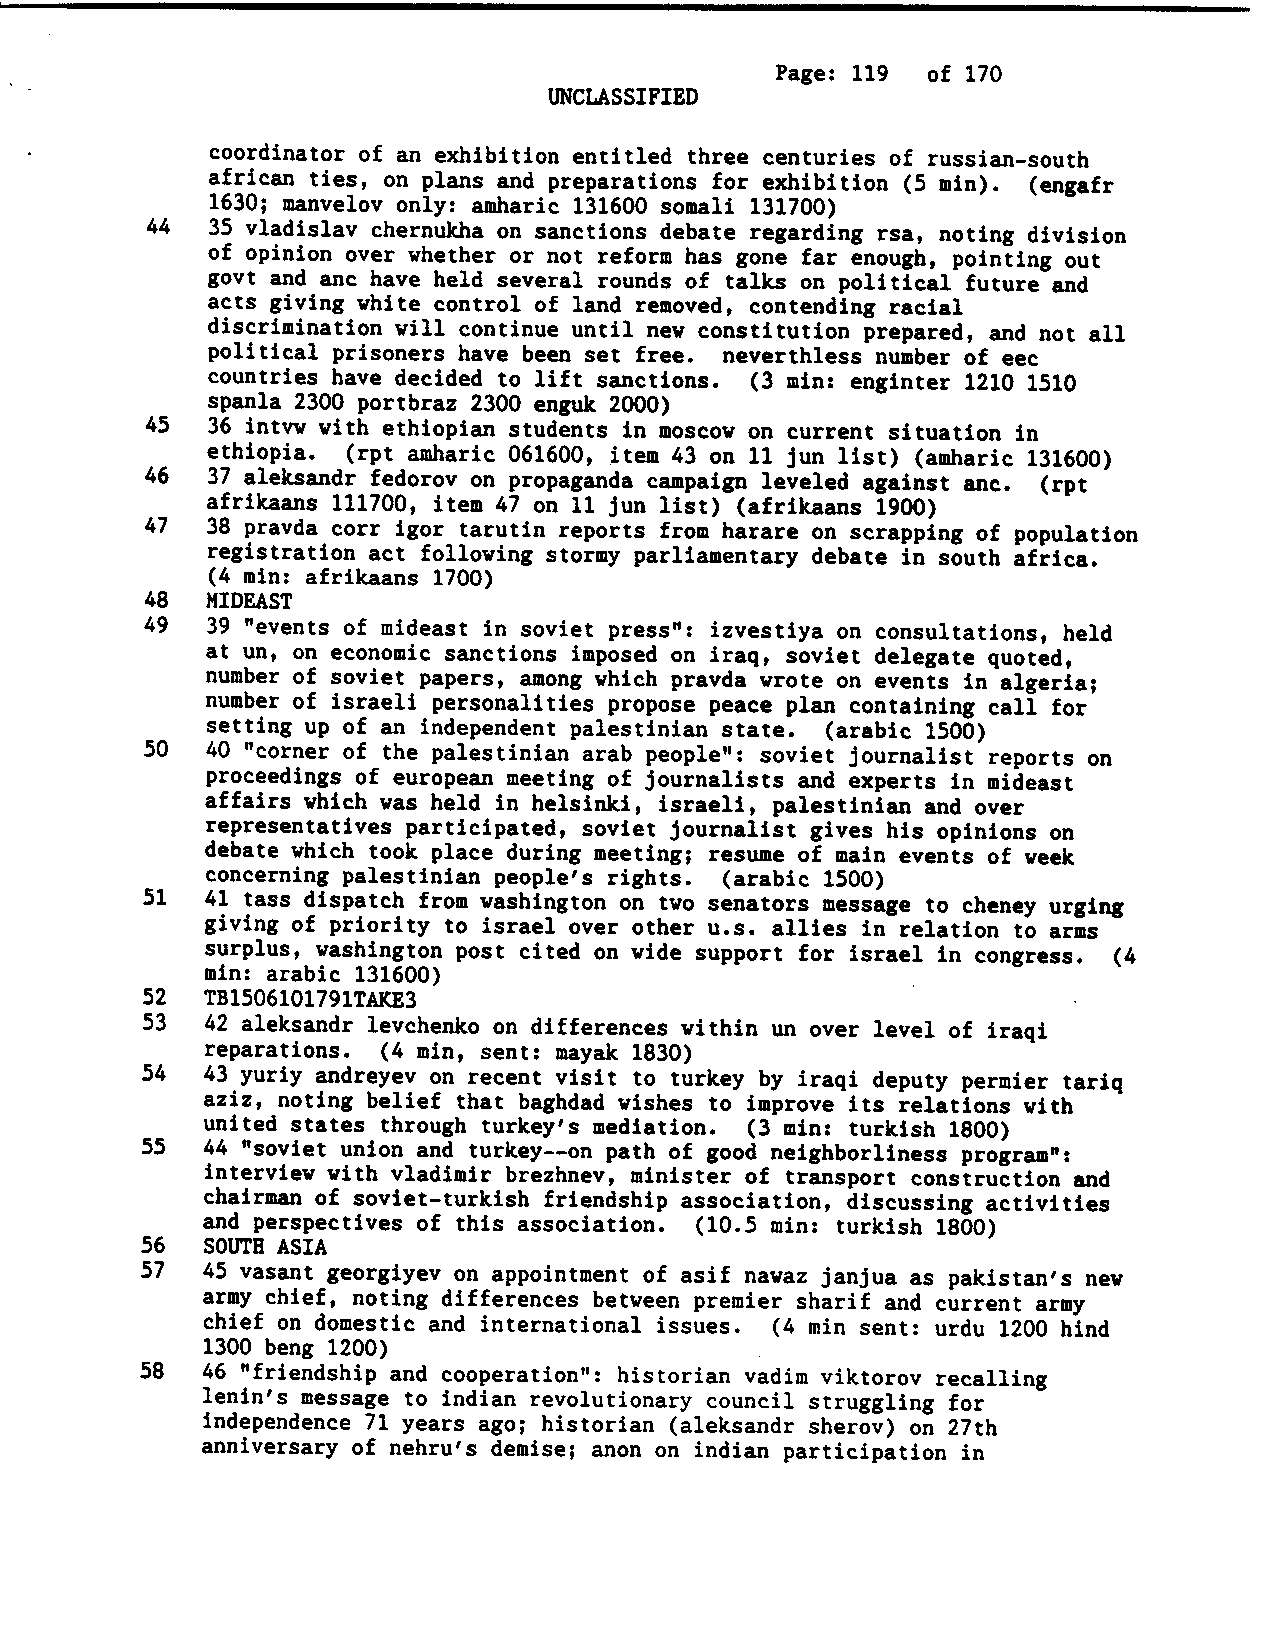 Page: 119 of 170
UNCLASSIFIED
coordinator of an exhibition entitled three centuries of russian-south
african ties, on plans and preparations for exhibition (5 min). (engafr
1630; manvelov only: amharic 131600 somali 131700)
44 35 vladislav chernukha on sanctions debate regarding rsa, noting division
of opinion over whether or not reform has gone far enough, pointing out
govt and anc have held several rounds of talks on political future and
acts giving white control of land removed, contending racial
discrimination will continue until new constitution prepared, and not all
political prisoners have been set free. neverthless number of eec
countries have decided to lift sanctions. (3 min: enginter 1210 1510
spanla 2300 portbraz 2300 enguk 2000)
45 36 intvw with ethiopian students in moscow on current situation in
ethiopia. (rpt amharic 061600, item 43 on 11 jun list) (amharic 131600)
46 37 aleksandr fedorov on propaganda campaign leveled against anc. (rpt
afrikaans 111700, item 47 on 11 jun list) (afrikaans 1900)
47 38 pravda corr igor tarutin reports from harare on scrapping of population
registration act following stormy parliamentary debate in south africa.
(4 min: afrikaans 1700)
48 MIDEAST
49 39 "events of mideast in soviet press": izvestiya on consultations, held
at un, on economic sanctions imposed on iraq, soviet delegate quoted,
number of soviet papers, among which pravda wrote on events in algeria;
number of israeli personalities propose peace plan containing call for
setting up of an independent palestinian state. (arabic 1500)
50 40 "corner of the palestinian arab people": soviet journalist reports on
proceedings of european meeting of journalists and experts in mideast
affairs which was held in helsinki, israeli, palestinian and over
representatives participated, soviet journalist gives his opinions on
debate which took place during meeting; resume of main events of week
concerning palestinian people's rights. (arabic 1500)
51 41 tass dispatch from washington on two senators message to cheney urging
giving of priority to israel over other u.s. allies in relation to arms
surplus, washington post cited on wide support for israel in congress. (4
min: arabic 131600)
52 TB1506101791TAKE3
53 42 aleksandr levchenko on differences within un over level of iraqi
reparations. (4 min, sent: mayak 1830)
54 43 yuriy andreyev on recent visit to turkey by iraqi deputy permier tariq
aziz, noting belief that baghdad wishes to improve its relations with
united states through turkey's mediation. (3 min: turkish 1800)
55 44 "soviet union and turkey--on path of good neighborliness program":
interview with vladimir brezhnev, minister of transport construction and
chairman of soviet-turkish friendship association, discussing activities
and perspectives of this association. (10.5 min: turkish 1800)
56 SOUTH ASIA
57 45 vasant georgiyev on appointment of asif nawaz janjua as pakistan's new
army chief, noting differences between premier sharif and current army
chief on domestic and international issues. (4 min sent: urdu 1200 hind
1300 beng 1200)
58 46 "friendship and cooperation": historian vadim viktorov recalling
lenin's message to indian revolutionary council struggling for
independence 71 years ago; historian (aleksandr sherov) on 27th
anniversary of nehru's demise; anon on indian participation in